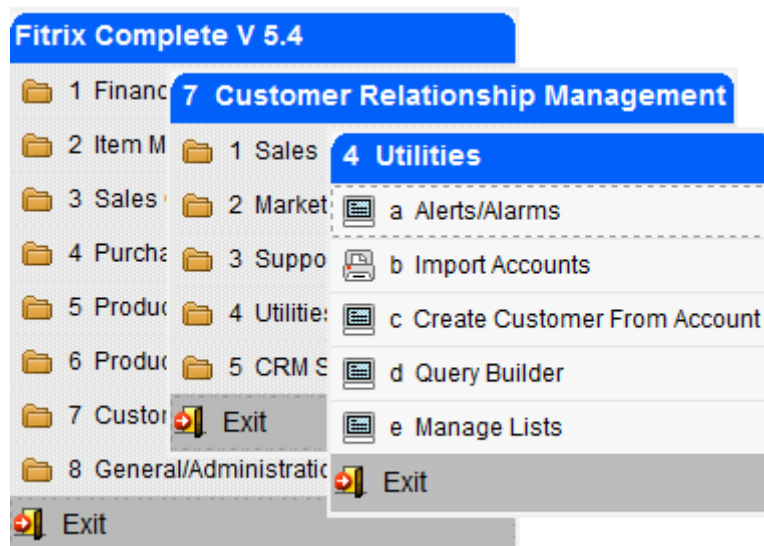 Fitrix Complete V 5.4
1 Financ
2 Item M
3 Sales
4 Purcha
5 Produc
6 Produc
7 Custor
8 General/Administratic
Exit
7 Customer Relationship Management
1 Sales
2 Market
3 Suppo
4 Utilities
5 CRM S
Exit
4 Utilities
a Alerts/Alarms
b Import Accounts
c Create Customer From Account
d Query Builder
e Manage Lists
Exit